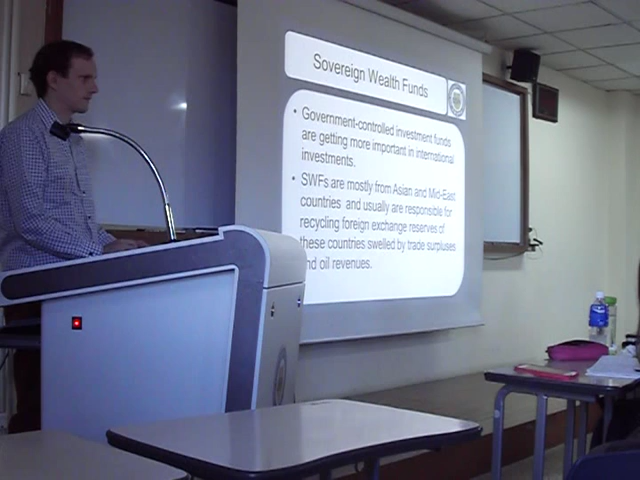 Sovereign Wealth Funds
• Government-controlled investment funds
are getting more important in international
investments.
• SWFs are mostly from Asian and Mid-East
countries and usually are responsible for
recycling foreign exchange reserves of
these countries swelled by trade surpluses
and oil revenues.